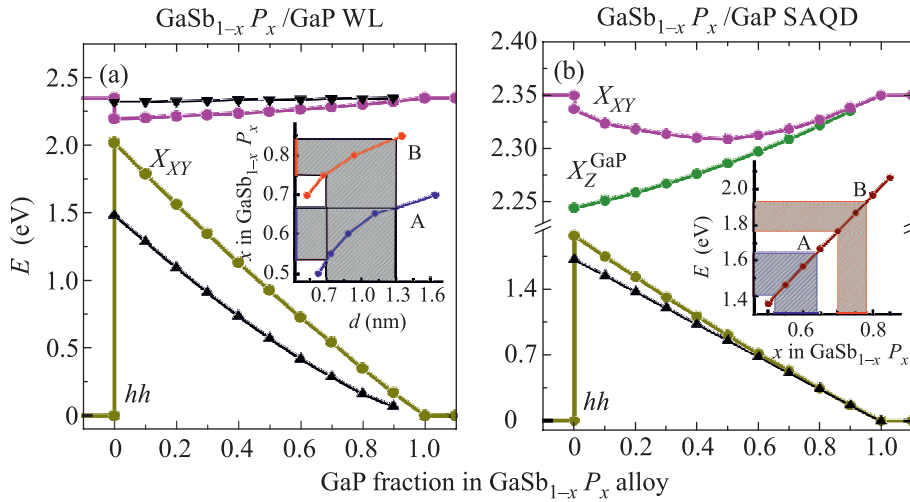 GaSb1–x Px /GaP WL
GaSb1–x Px /GaP SAQD
(a)
E (eV)
2.5
2.0
1.5
1.0
0.5
0
XXY
hh
0 0.2 0.4 0.6 0.8 1.0
x in GaSb1–x Px
0.8
0.7
0.6
0.5
B
A
0.7 1.0 1.3 1.6
d (nm)
(b)
2.40
2.35
2.30
2.25
1.4
0.7
0
XXY
XZGaP
hh
0 0.2 0.4 0.6 0.8 1.0
E (eV)
2.0
1.8
1.6
1.4
B
A
0.6 0.8
x in GaSb1–x Px
GaP fraction in GaSb1–x Px alloy